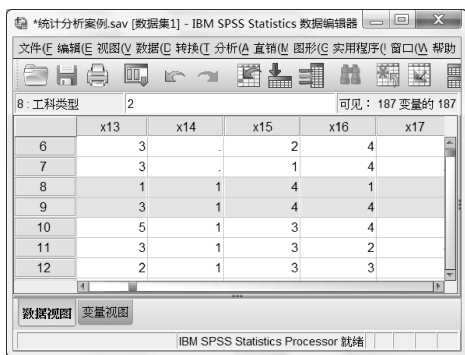 *统计分析案例.sav [数据集1] - IBM SPSS Statistics 数据编辑器
文件(F 编辑(E 视图(V 数据(D 转换(T 分析(A 直销(M 图形(G 实用程序(U 窗口(W 帮助
8 : 工科类型 2 可见： 187 变量的 187
x13 x14 x15 x16 x17
6 3 . 2 4
7 3 . 1 4
8 1 1 4 1
9 3 1 4 4
10 5 1 3 4
11 3 1 3 2
12 2 1 3 3
数据视图 变量视图
IBM SPSS Statistics Processor 就绪